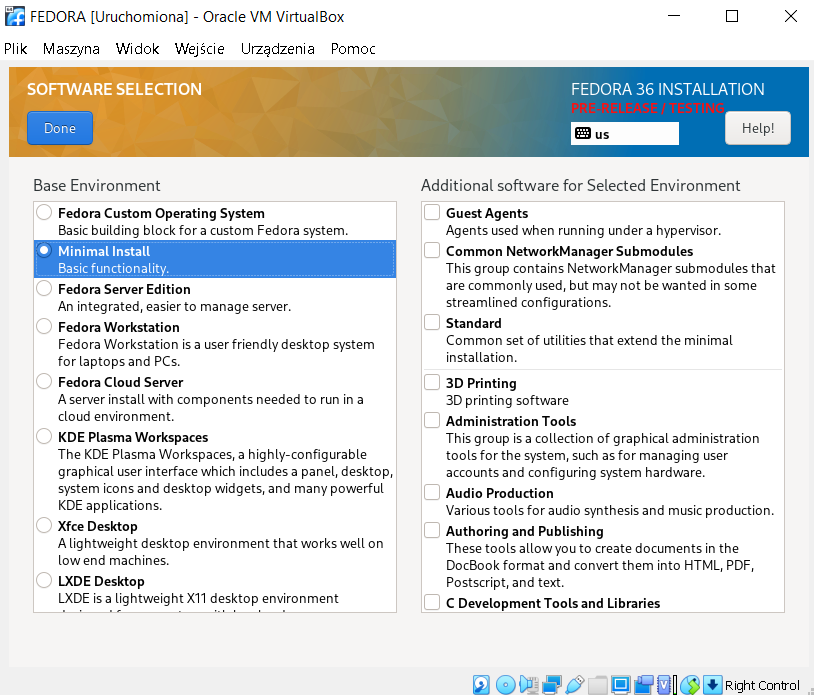 FEDORA [Uruchomiona] - Oracle VM VirtualBox
Plik Maszyna Widok Wejście Urządzenia Pomoc
SOFTWARE SELECTION
Done
FEDORA 36 INSTALLATION
PRE-RELEASE / TESTING
us
Help!
Base Environment
Fedora Custom Operating System
Basic building block for a custom Fedora system.
Minimal Install
Basic functionality.
Fedora Server Edition
An integrated, easier to manage server.
Fedora Workstation
Fedora Workstation is a user friendly desktop system
for laptops and PCs.
Fedora Cloud Server
A server install with components needed to run in a
cloud environment.
KDE Plasma Workspaces
The KDE Plasma Workspaces, a highly-configurable
graphical user interface which includes a panel, desktop,
system icons and desktop widgets, and many powerful
KDE applications.
Xfce Desktop
A lightweight desktop environment that works well on
low end machines.
LXDE Desktop
LXDE is a lightweight X11 desktop environment
Additional software for Selected Environment
Guest Agents
Agents used when running under a hypervisor.
Common NetworkManager Submodules
This group contains NetworkManager submodules that
are commonly used, but may not be wanted in some
streamlined configurations.
Standard
Common set of utilities that extend the minimal
installation.
3D Printing
3D printing software
Administration Tools
This group is a collection of graphical administration
tools for the system, such as for managing user
accounts and configuring system hardware.
Audio Production
Various tools for audio synthesis and music production.
Authoring and Publishing
These tools allow you to create documents in the
DocBook format and convert them into HTML, PDF,
Postscript, and text.
C Development Tools and Libraries
Right Control